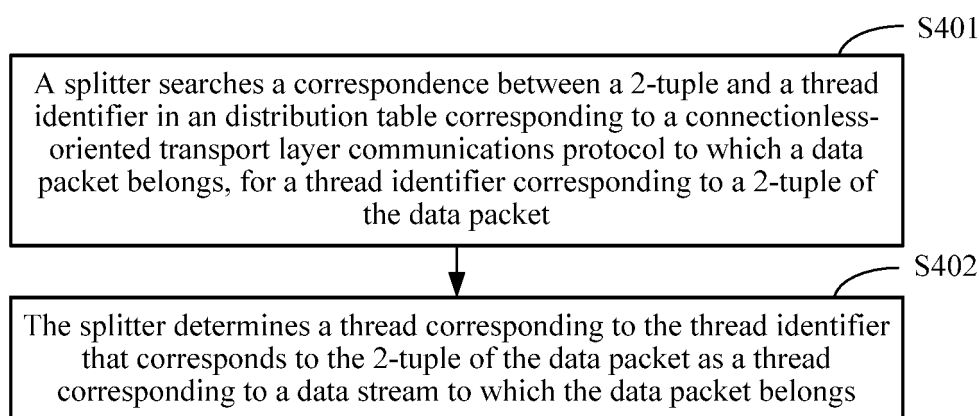 S401
A splitter searches a correspondence between a 2-tuple and a thread
identifier in an distribution table corresponding to a connectionless-
oriented transport layer communications protocol to which a data
packet belongs, for a thread identifier corresponding to a 2-tuple of
the data packet
S402
The splitter determines a thread corresponding to the thread identifier
that corresponds to the 2-tuple of the data packet as a thread
corresponding to a data stream to which the data packet belongs